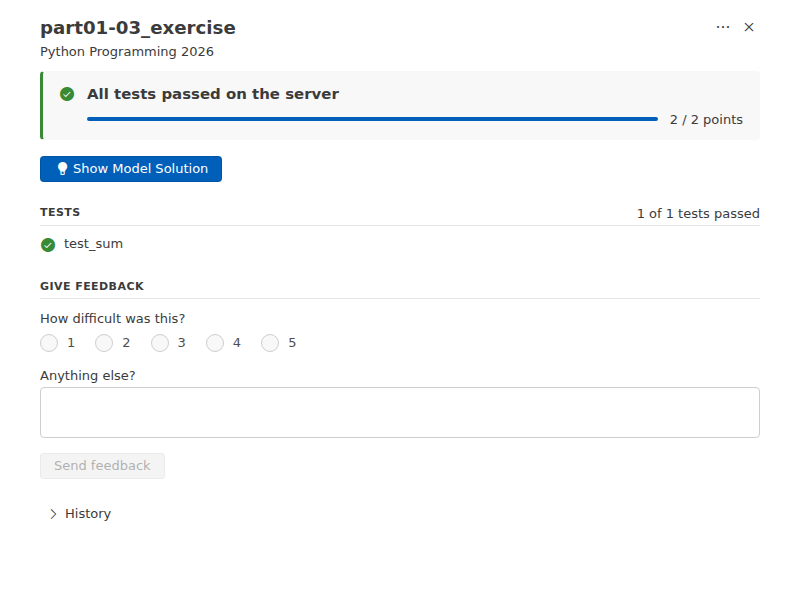 part01-03_exercise
Python Programming 2026
All tests passed on the server
2 / 2 points
Show Model Solution
TESTS
1 of 1 tests passed
test_sum
GIVE FEEDBACK
How difficult was this?
1 2 3 4 5
Anything else?
Send feedback
History